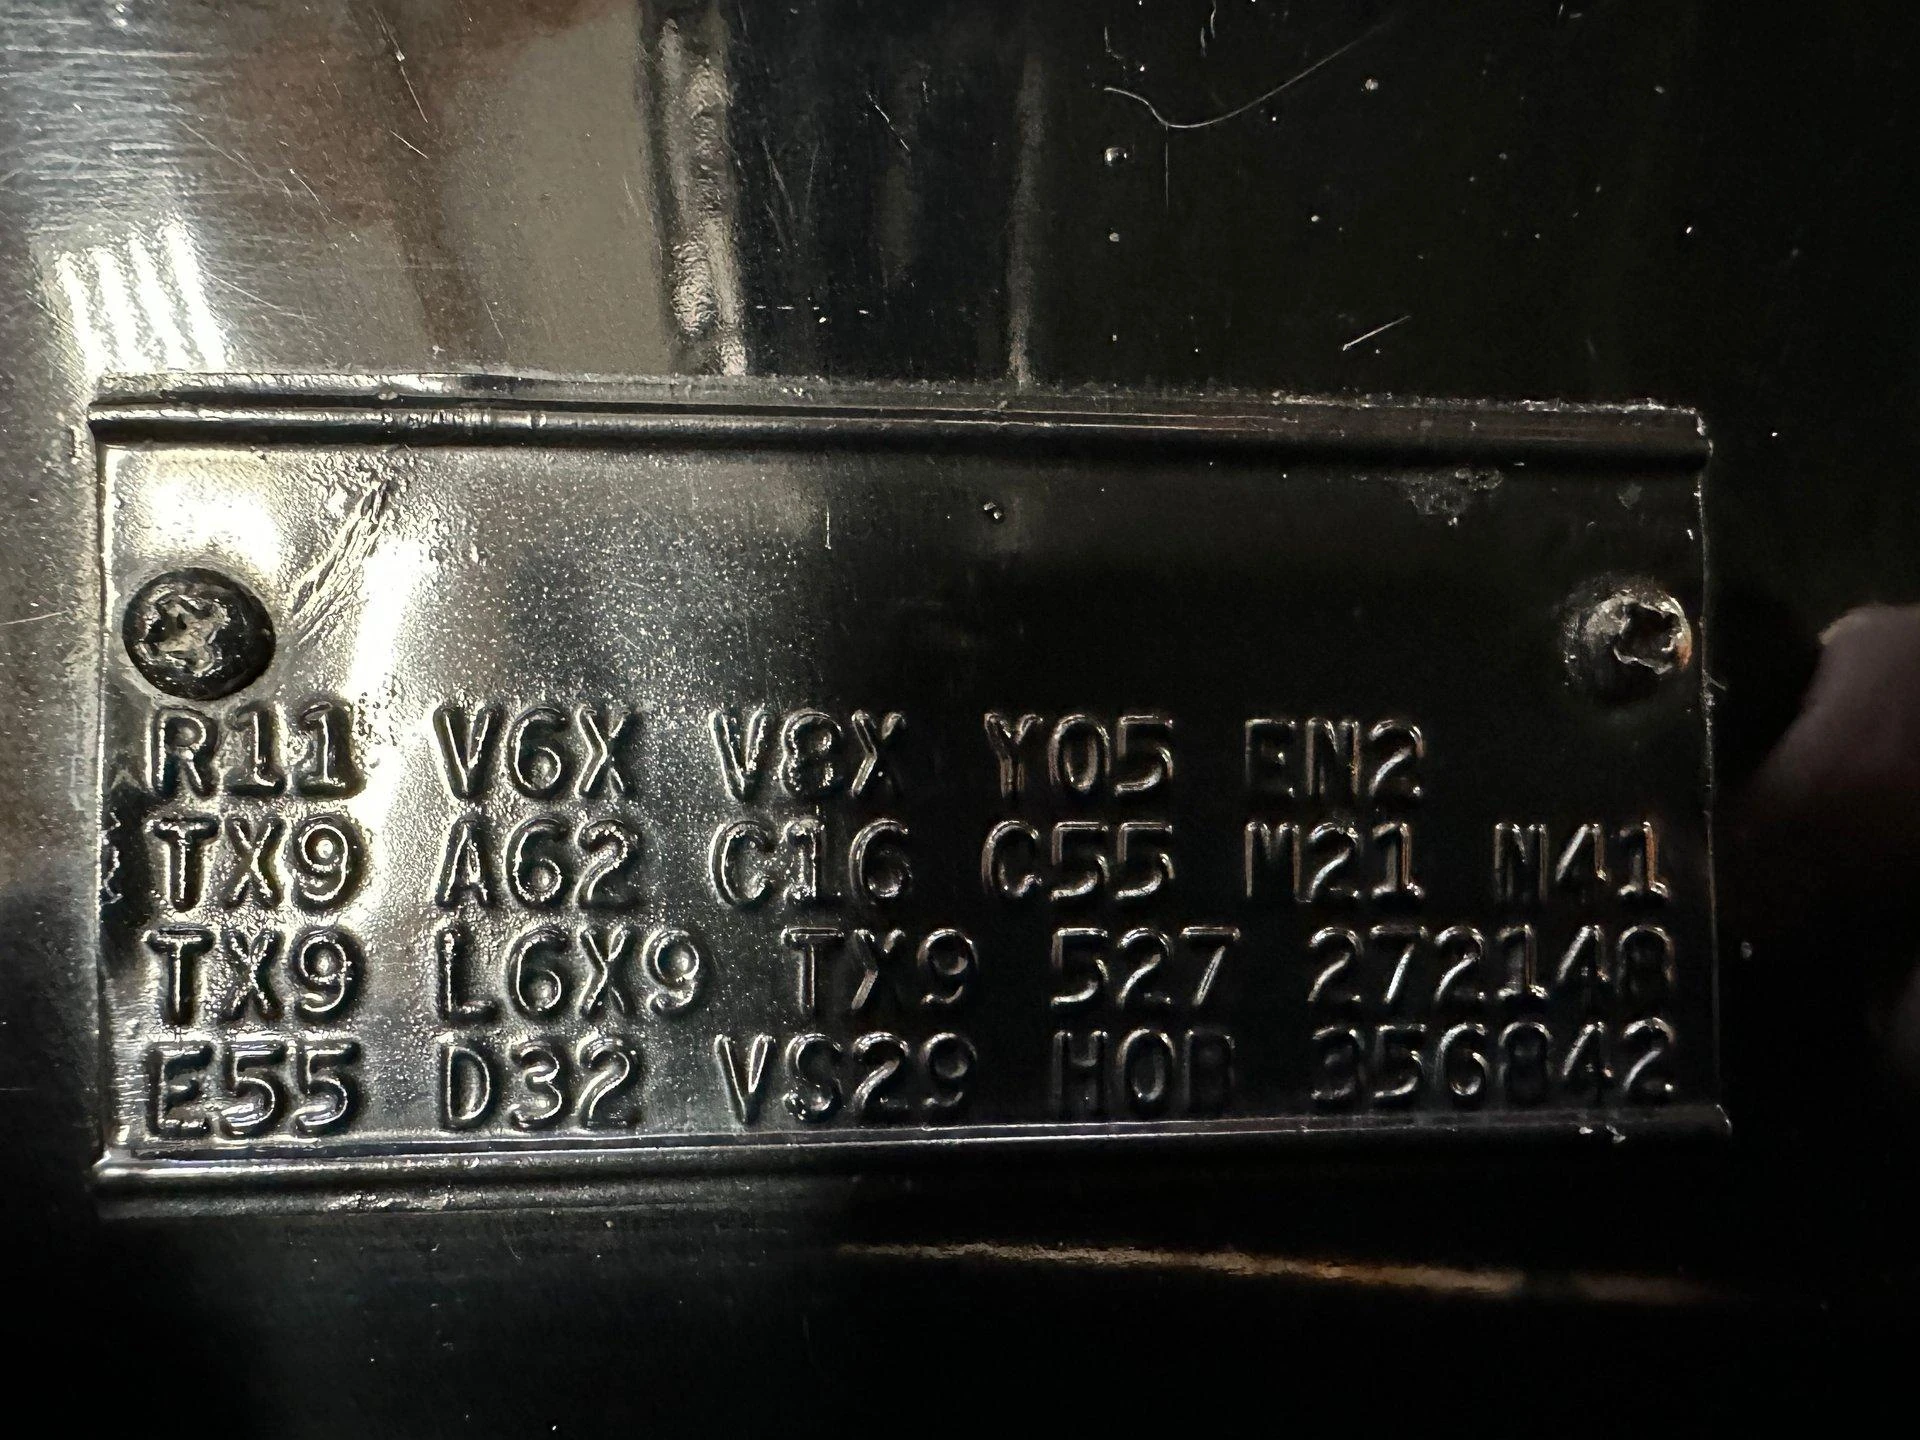 R11 V6X V8X Y05 EN2
TX9 A62 C16 C55 M21 N41
TX9 L6X9 TX9 527 272148
E55 D32 VS29 HOB 356842